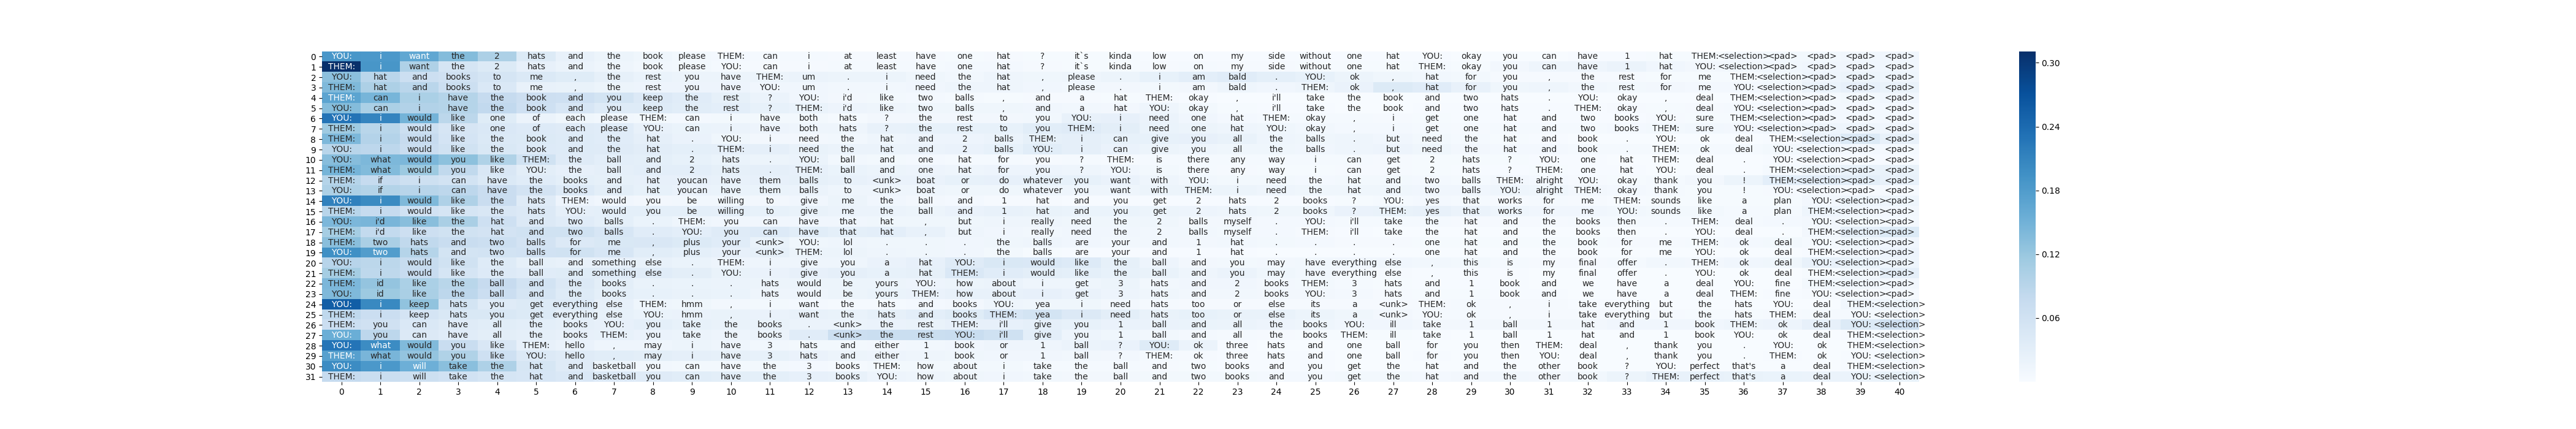 0 YOU: i want the 2 hats and the book please THEM: can i at least have one hat ? it`s kinda low on my side without one hat YOU: okay you can have 1 hat THEM: <selection> <pad> <pad> <pad> <pad>
1 THEM: i want the 2 hats and the book please YOU: can i at least have one hat ? it`s kinda low on my side without one hat THEM: okay you can have 1 hat YOU: <selection> <pad> <pad> <pad> <pad>
2 YOU: hat and books to me , the rest you have THEM: um . i need the hat , please . i am bald . YOU: ok , hat for you , the rest for me THEM: <selection> <pad> <pad> <pad>
3 THEM: hat and books to me , the rest you have YOU: um . i need the hat , please . i am bald . THEM: ok , hat for you , the rest for me YOU: <selection> <pad> <pad> <pad>
4 THEM: can i have the book and you keep the rest ? YOU: i'd like two balls , and a hat THEM: okay , i'll take the book and two hats . YOU: okay , deal THEM: <selection> <pad> <pad> <pad>
5 YOU: can i have the book and you keep the rest ? THEM: i'd like two balls , and a hat YOU: okay , i'll take the book and two hats . THEM: okay , deal YOU: <selection> <pad> <pad> <pad>
6 YOU: i would like one of each please THEM: can i have both hats ? the rest to you YOU: i need one hat THEM: okay , i get one hat and two books YOU: sure THEM: <selection> <pad> <pad> <pad>
7 THEM: i would like one of each please YOU: can i have both hats ? the rest to you THEM: i need one hat YOU: okay , i get one hat and two books THEM: sure YOU: <selection> <pad> <pad> <pad>
8 THEM: i would like the book and the hat . YOU: i need the hat and 2 balls THEM: i can give you all the balls . but need the hat and book . YOU: ok deal THEM: <selection> <pad> <pad>
9 YOU: i would like the book and the hat . THEM: i need the hat and 2 balls YOU: i can give you all the balls . but need the hat and book . THEM: ok deal YOU: <selection> <pad> <pad>
10 YOU: what would you like THEM: the ball and 2 hats . YOU: ball and one hat for you ? THEM: is there any way i can get 2 hats ? YOU: one hat THEM: deal . YOU: <selection> <pad> <pad>
11 THEM: what would you like YOU: the ball and 2 hats . THEM: ball and one hat for you ? YOU: is there any way i can get 2 hats ? THEM: one hat YOU: deal . THEM: <selection> <pad> <pad>
12 THEM: if i can have the books and hat youcan have them balls to <unk> boat or do whatever you want with YOU: i need the hat and two balls THEM: alright YOU: okay thank you ! THEM: <selection> <pad> <pad>
13 YOU: if i can have the books and hat youcan have them balls to <unk> boat or do whatever you want with THEM: i need the hat and two balls YOU: alright THEM: okay thank you ! YOU: <selection> <pad> <pad>
14 YOU: i would like the hats THEM: would you be willing to give me the ball and 1 hat and you get 2 hats 2 books ? YOU: yes that works for me THEM: sounds like a plan YOU: <selection> <pad>
15 THEM: i would like the hats YOU: would you be willing to give me the ball and 1 hat and you get 2 hats 2 books ? THEM: yes that works for me YOU: sounds like a plan THEM: <selection> <pad>
16 YOU: i'd like the hat and two balls . THEM: you can have that hat , but i really need the 2 balls myself . YOU: i'll take the hat and the books then . THEM: deal . YOU: <selection> <pad>
17 THEM: i'd like the hat and two balls . YOU: you can have that hat , but i really need the 2 balls myself . THEM: i'll take the hat and the books then . YOU: deal . THEM: <selection> <pad>
18 THEM: two hats and two balls for me , plus your <unk> YOU: lol . . . the balls are your and 1 hat . . . . one hat and the book for me THEM: ok deal YOU: <selection> <pad>
19 YOU: two hats and two balls for me , plus your <unk> THEM: lol . . . the balls are your and 1 hat . . . . one hat and the book for me YOU: ok deal THEM: <selection> <pad>
20 YOU: i would like the ball and something else . THEM: i give you a hat YOU: i would like the ball and you may have everything else , this is my final offer . THEM: ok deal YOU: <selection> <pad>
21 THEM: i would like the ball and something else . YOU: i give you a hat THEM: i would like the ball and you may have everything else , this is my final offer . YOU: ok deal THEM: <selection> <pad>
22 THEM: id like the ball and the books . . . hats would be yours YOU: how about i get 3 hats and 2 books THEM: 3 hats and 1 book and we have a deal YOU: fine THEM: <selection> <pad>
23 YOU: id like the ball and the books . . . hats would be yours THEM: how about i get 3 hats and 2 books YOU: 3 hats and 1 book and we have a deal THEM: fine YOU: <selection> <pad>
24 YOU: i keep hats you get everything else THEM: hmm , i want the hats and books YOU: yea i need hats too or else its a <unk> THEM: ok , i take everything but the hats YOU: deal THEM: <selection>
25 THEM: i keep hats you get everything else YOU: hmm , i want the hats and books THEM: yea i need hats too or else its a <unk> YOU: ok , i take everything but the hats THEM: deal YOU: <selection>
26 THEM: you can have all the books YOU: you take the books . <unk> the rest THEM: i'll give you 1 ball and all the books YOU: ill take 1 ball 1 hat and 1 book THEM: ok deal YOU: <selection>
27 YOU: you can have all the books THEM: you take the books . <unk> the rest YOU: i'll give you 1 ball and all the books THEM: ill take 1 ball 1 hat and 1 book YOU: ok deal THEM: <selection>
28 YOU: what would you like THEM: hello , may i have 3 hats and either 1 book or 1 ball ? YOU: ok three hats and one ball for you then THEM: deal , thank you . YOU: ok THEM: <selection>
29 THEM: what would you like YOU: hello , may i have 3 hats and either 1 book or 1 ball ? THEM: ok three hats and one ball for you then YOU: deal , thank you . THEM: ok YOU: <selection>
30 YOU: i will take the hat and basketball you can have the 3 books THEM: how about i take the ball and two books and you get the hat and the other book ? YOU: perfect that's a deal THEM: <selection>
31 THEM: i will take the hat and basketball you can have the 3 books YOU: how about i take the ball and two books and you get the hat and the other book ? THEM: perfect that's a deal YOU: <selection>
0 1 2 3 4 5 6 7 8 9 10 11 12 13 14 15 16 17 18 19 20 21 22 23 24 25 26 27 28 29 30 31 32 33 34 35 36 37 38 39 40
0.30
0.24
0.18
0.12
0.06